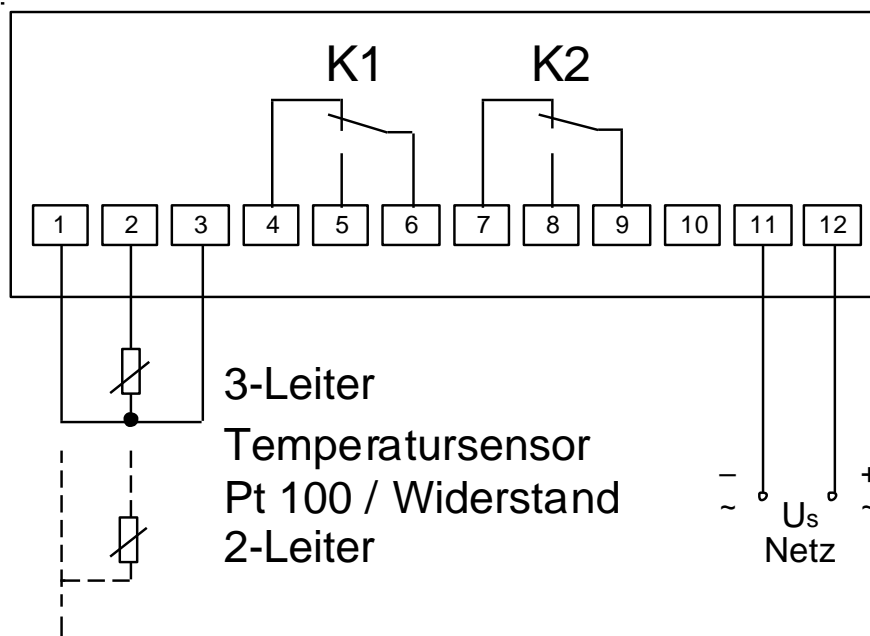 K1 K2
1 2 3 4 5 6 7 8 9 10 11 12
3-Leiter
Temperatursensor
Pt 100 / Widerstand
2-Leiter
– +
~ ~
Us
Netz